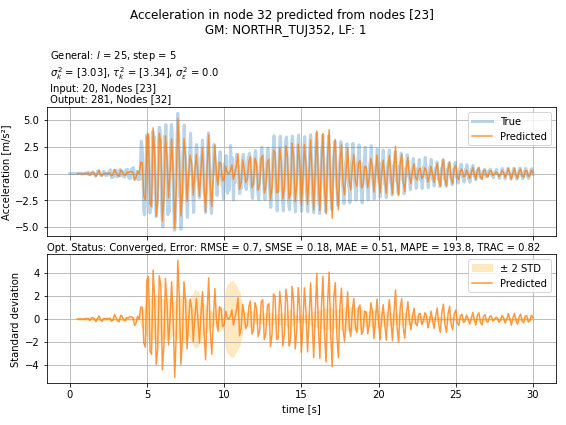 Acceleration in node 32 predicted from nodes [23]
GM: NORTHR_TUJ352, LF: 1
General: l = 25, step = 5
σ²ₖ = [3.03], τ²ₖ = [3.34], σ²ₛ = 0.0
Input: 20, Nodes [23]
Output: 281, Nodes [32]
True
Predicted
Acceleration [m/s²]
5.0
2.5
0.0
−2.5
−5.0
Opt. Status: Converged, Error: RMSE = 0.7, SMSE = 0.18, MAE = 0.51, MAPE = 193.8, TRAC = 0.82
± 2 STD
Predicted
Standard deviation
4
2
0
−2
−4
0 5 10 15 20 25 30
time [s]